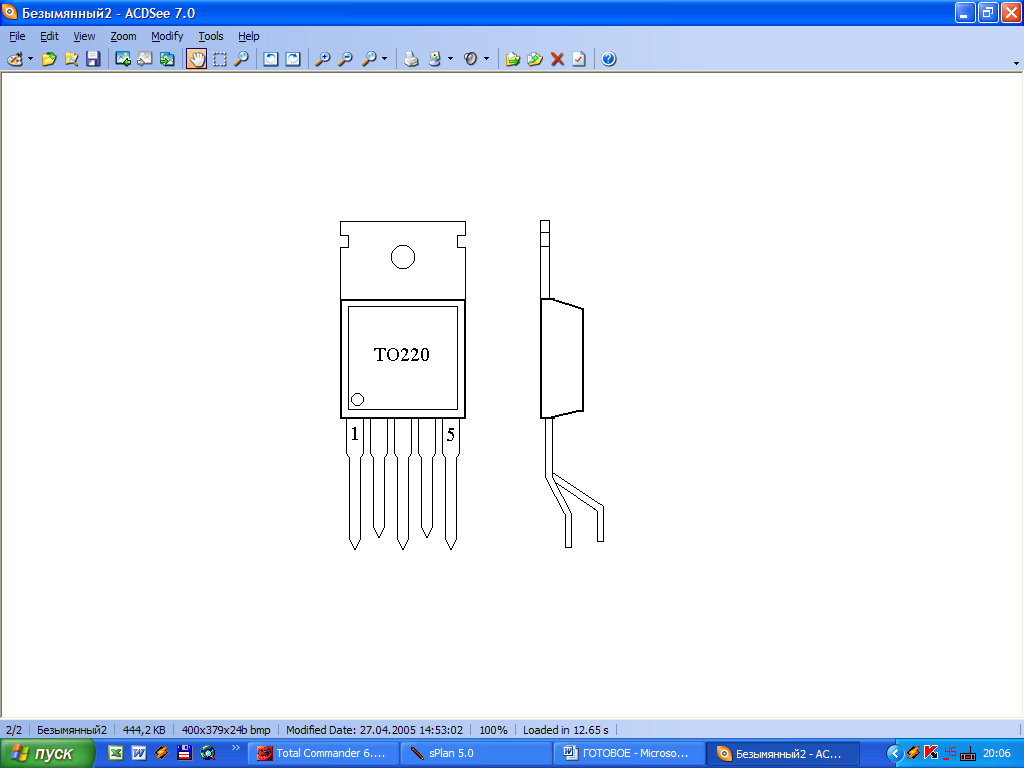 Безымянный2 - ACDSee 7.0
File Edit View Zoom Modify Tools Help
TO220
1 5
2/2 Безымянный2 444,2 KB 400x379x24b bmp Modified Date: 27.04.2005 14:53:02 100% Loaded in 12.65 s
пуск Total Commander 6.... sPlan 5.0 ГОТОВОЕ - Microso... Безымянный2 - AC... 20:06